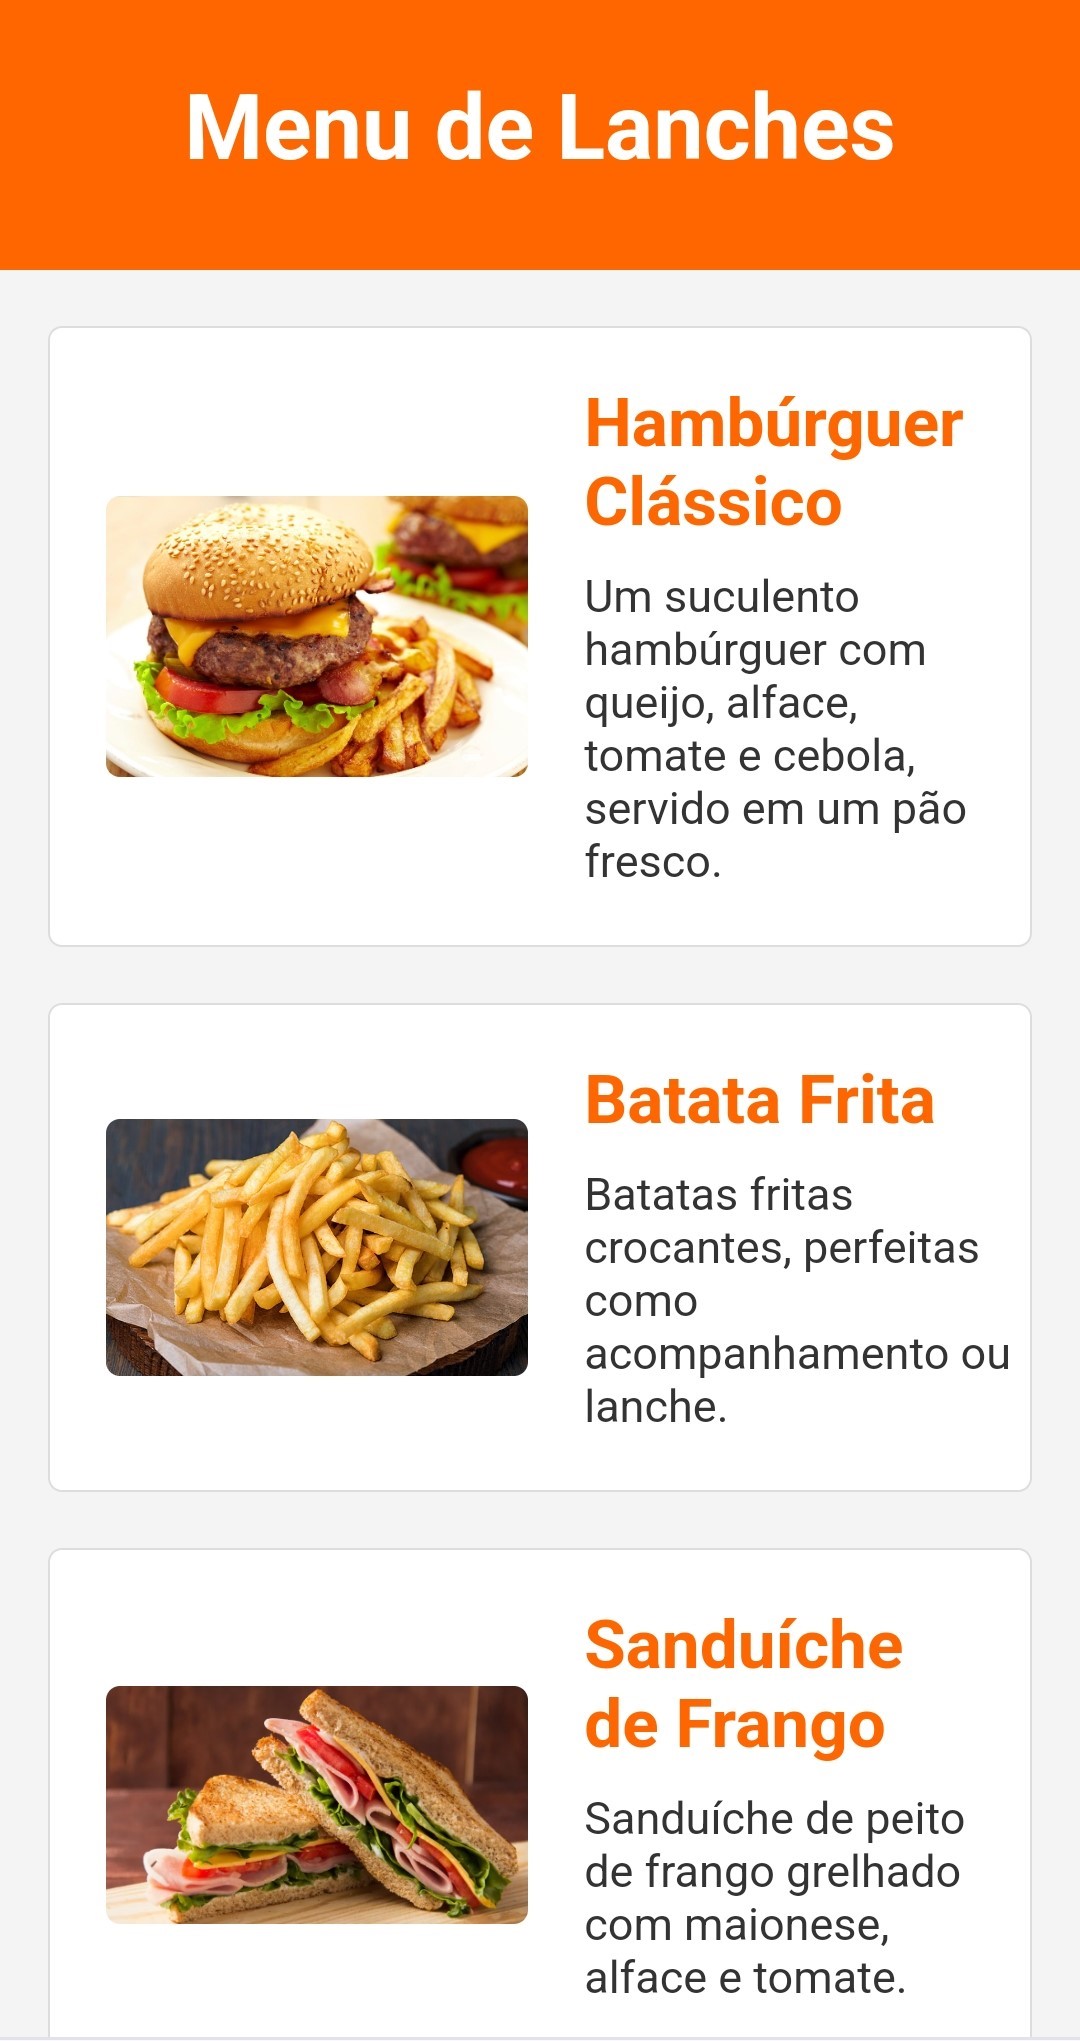 Menu de Lanches
Hambúrguer
Clássico
Um suculento
hambúrguer com
queijo, alface,
tomate e cebola,
servido em um pão
fresco.
Batata Frita
Batatas fritas
crocantes, perfeitas
como
acompanhamento ou
lanche.
Sanduíche
de Frango
Sanduíche de peito
de frango grelhado
com maionese,
alface e tomate.